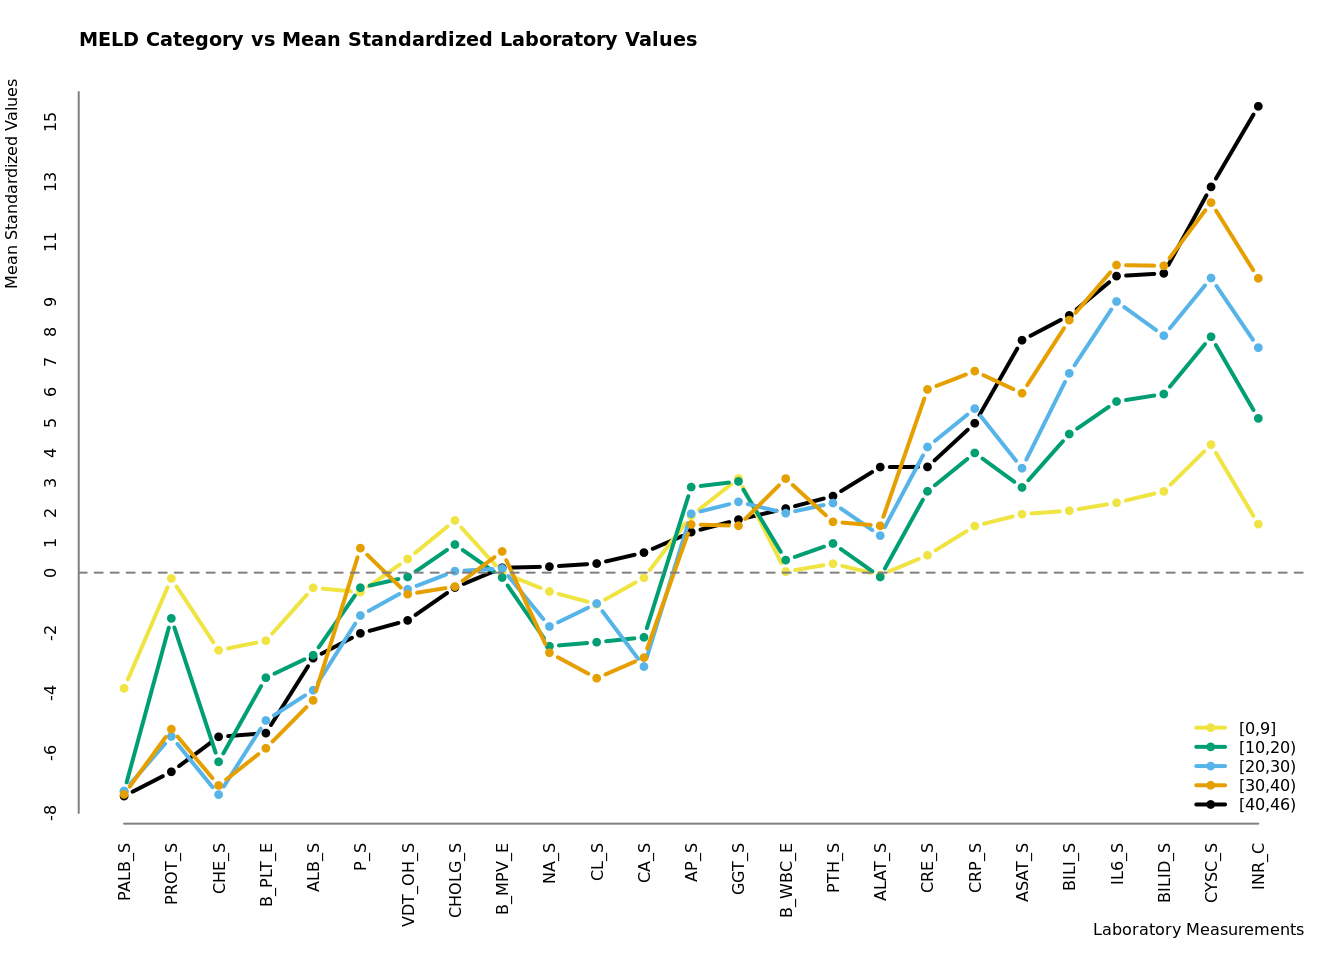 MELD Category vs Mean Standardized Laboratory Values
Mean Standardized Values
15
13
11
9
8
7
6
5
4
3
2
1
0
-2
-4
-6
-8
[0,9]
[10,20)
[20,30)
[30,40)
[40,46)
PALB_S
PROT_S
CHE_S
B_PLT_E
ALB_S
P_S
VDT_OH_S
CHOLG_S
B_MPV_E
NA_S
CL_S
CA_S
AP_S
GGT_S
B_WBC_E
PTH_S
ALAT_S
CRE_S
CRP_S
ASAT_S
BILI_S
IL6_S
BILID_S
CYSC_S
INR_C
Laboratory Measurements